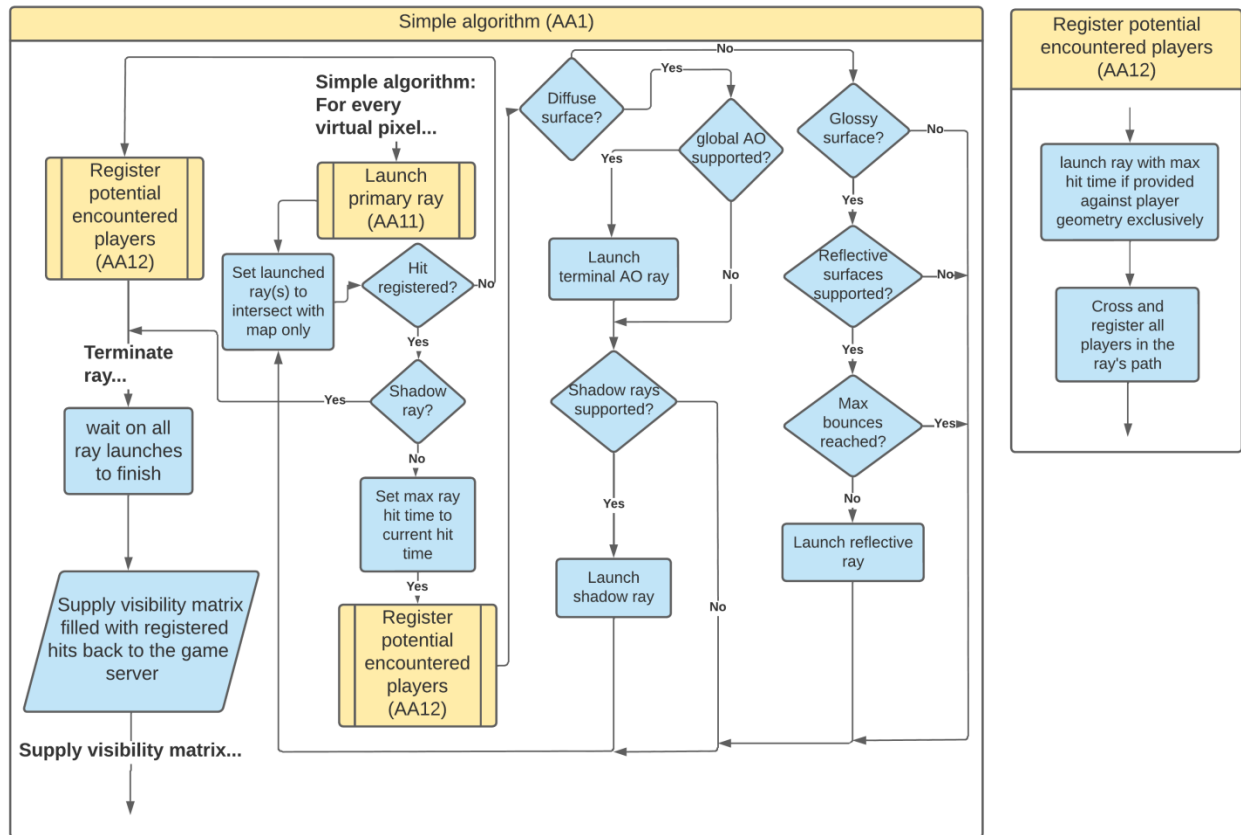 Simple algorithm (AA1)
Simple algorithm:
For every
virtual pixel...
Launch
primary ray
(AA11)
Register
potential
encountered
players
(AA12)
Set launched
ray(s) to
intersect with
map only
Hit
registered?
No
Yes
Shadow
ray?
Yes
No
Set max ray
hit time to
current hit
time
Yes
Register
potential
encountered
players
(AA12)
Terminate
ray...
wait on all
ray launches
to finish
Supply visibility matrix
filled with registered
hits back to the game
server
Supply visibility matrix...
Diffuse
surface?
No
Yes
global AO
supported?
Yes
No
Launch
terminal AO ray
Shadow rays
supported?
Yes
No
Launch
shadow ray
Glossy
surface?
No
Yes
Reflective
surfaces
supported?
No
Yes
Max
bounces
reached?
Yes
No
Launch reflective
ray
Register potential
encountered players
(AA12)
launch ray with max
hit time if provided
against player
geometry exclusively
Cross and
register all
players in the
ray's path